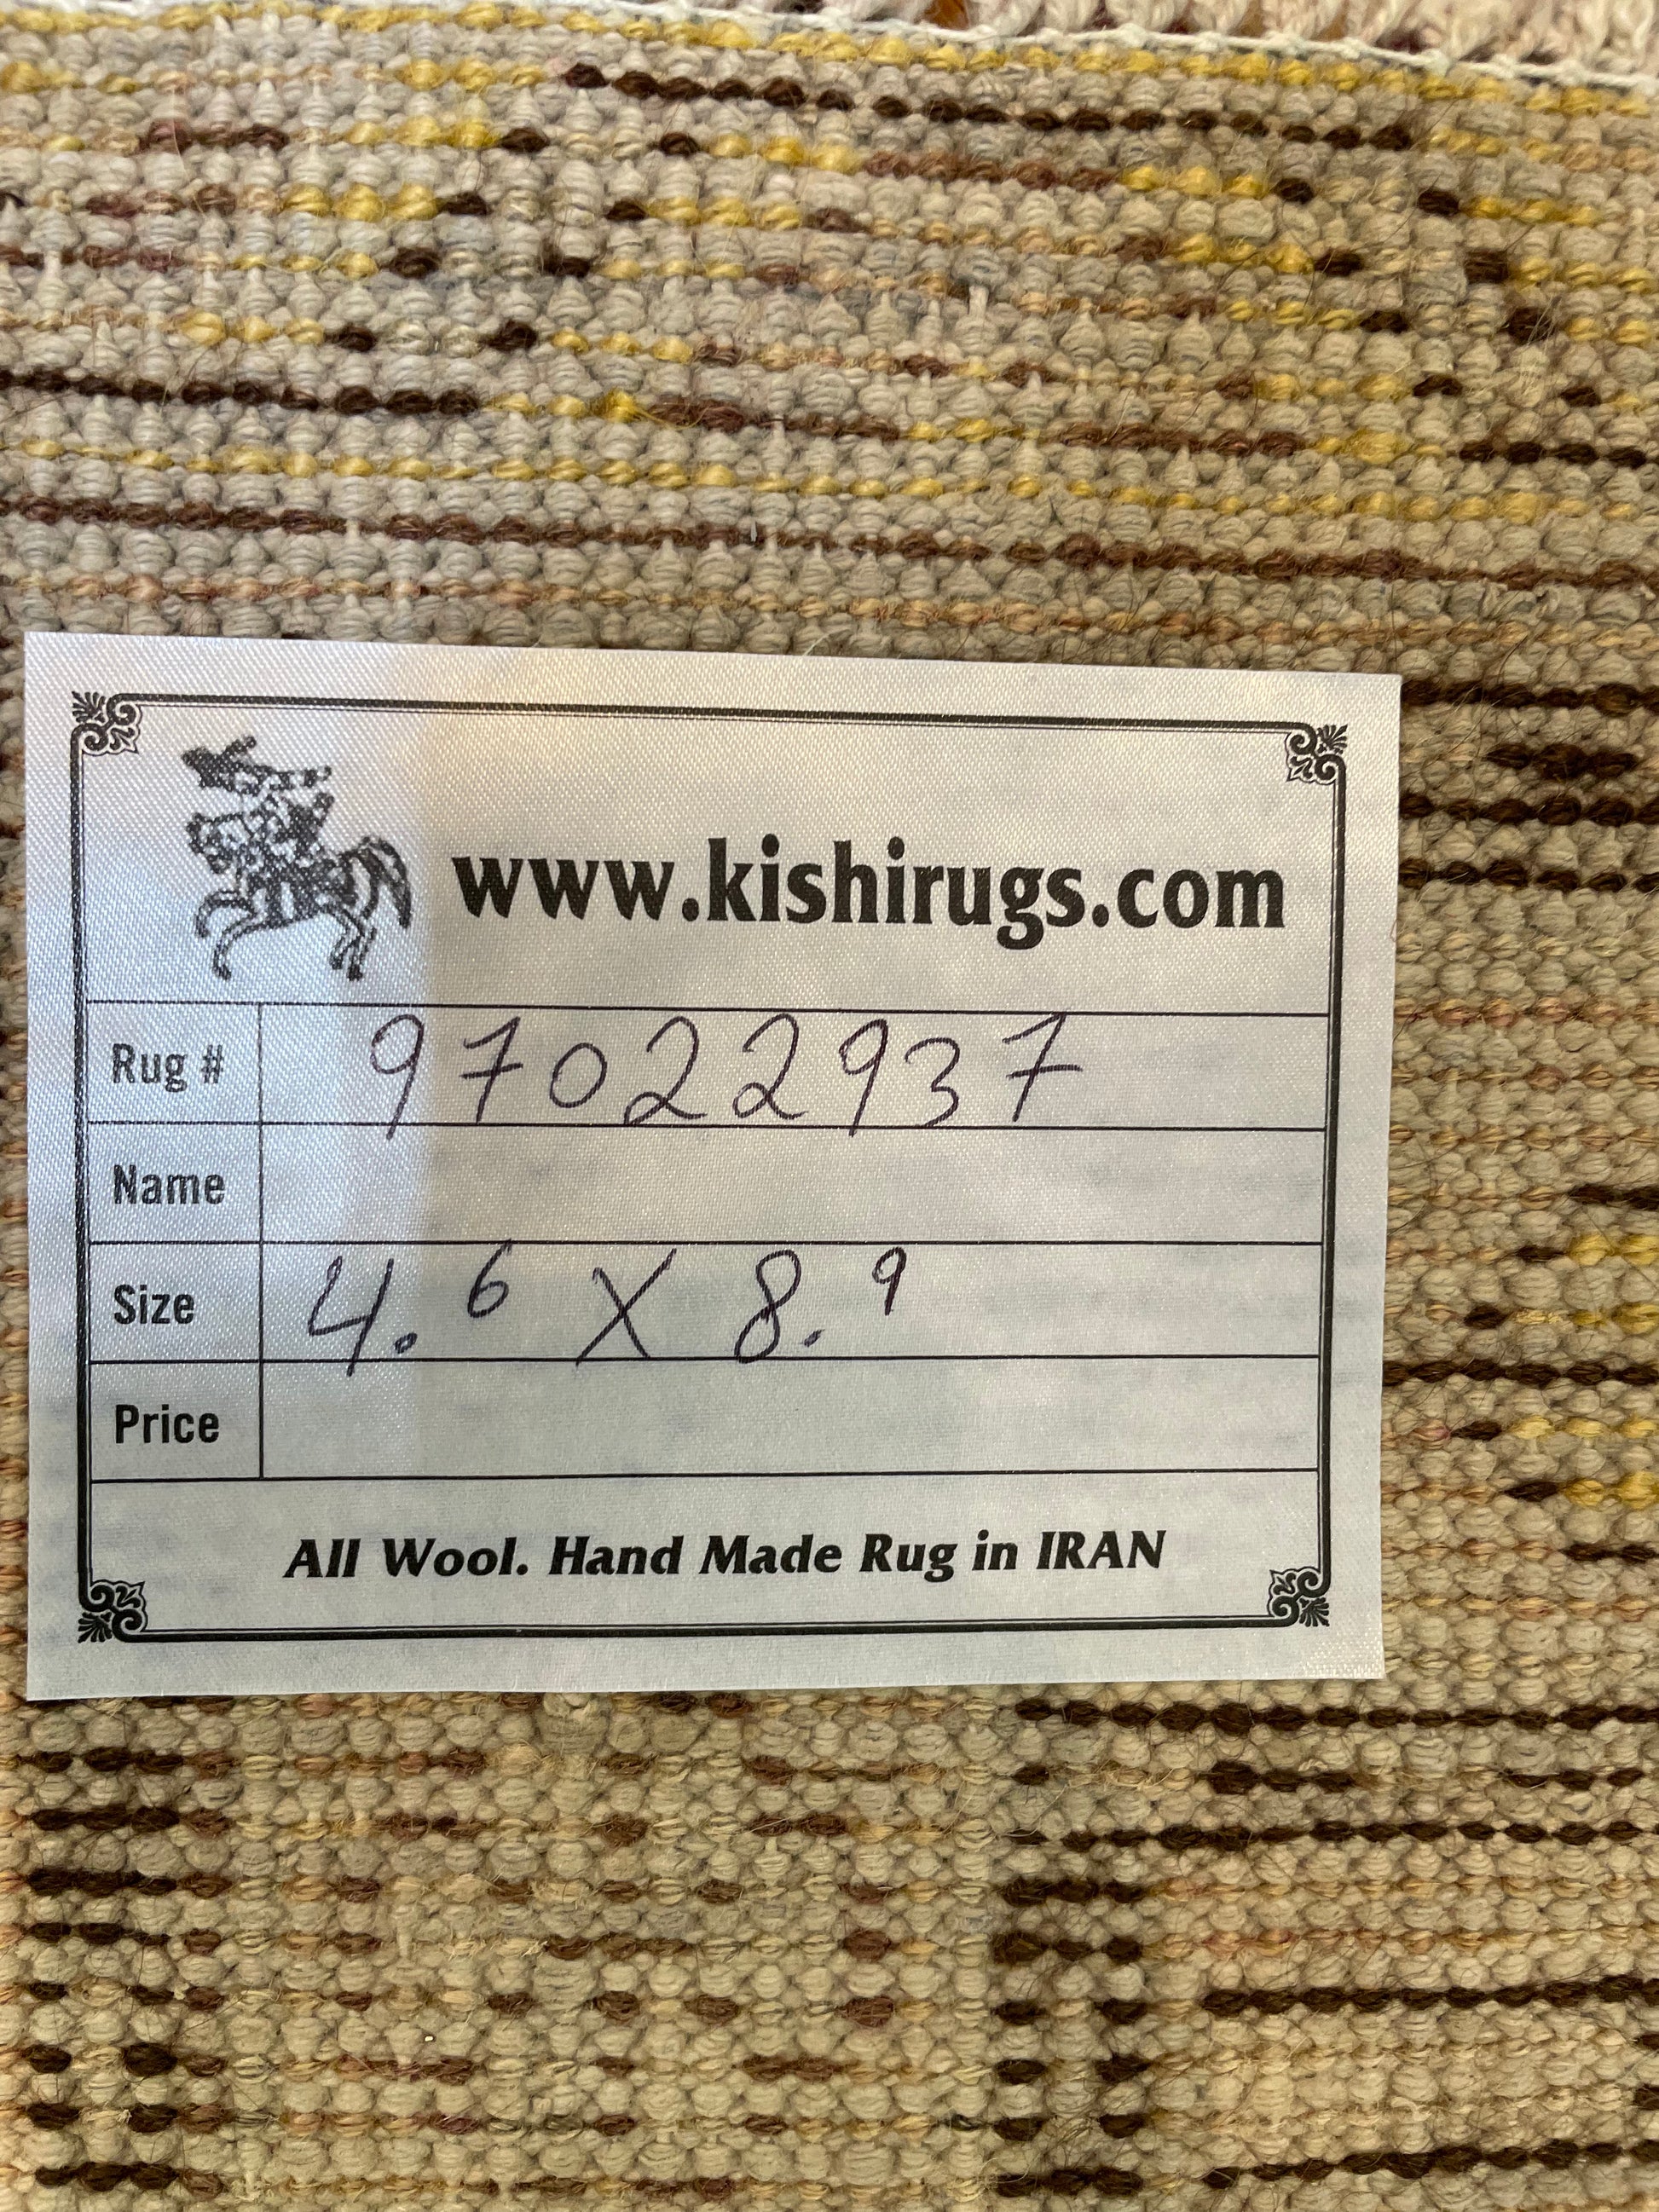 www.kishirugs.com
Rug # 97022937
Name
Size 4.6 X 8.9
Price
All Wool. Hand Made Rug in IRAN